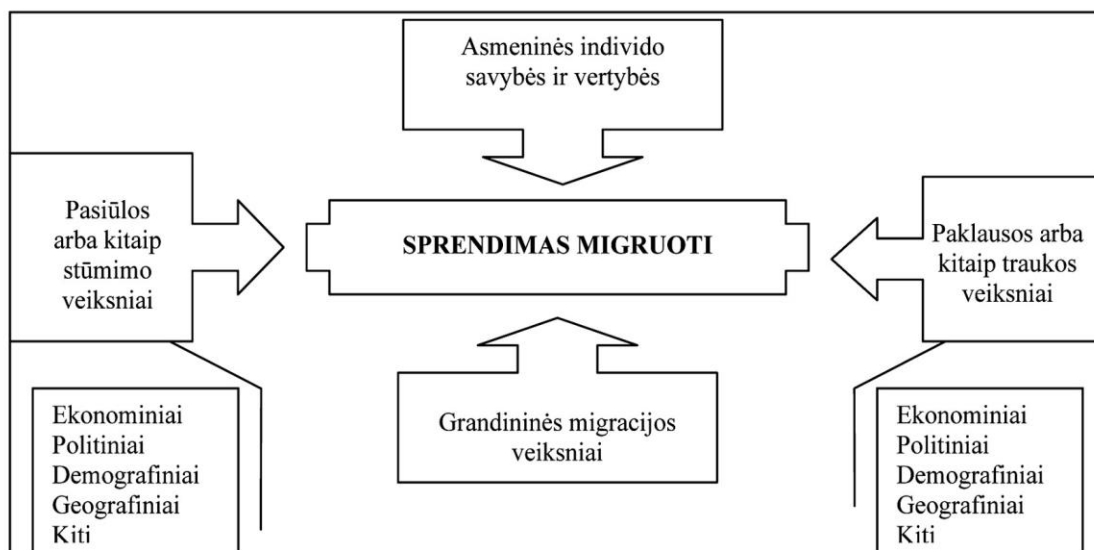 Asmeninės individo
savybės ir vertybės
Pasiūlos
arba kitaip
stūmimo
veiksniai
SPRENDIMAS MIGRUOTI
Paklausos arba
kitaip traukos
veiksniai
Grandininės migracijos
veiksniai
Ekonominiai
Politiniai
Demografiniai
Geografiniai
Kiti
Ekonominiai
Politiniai
Demografiniai
Geografiniai
Kiti